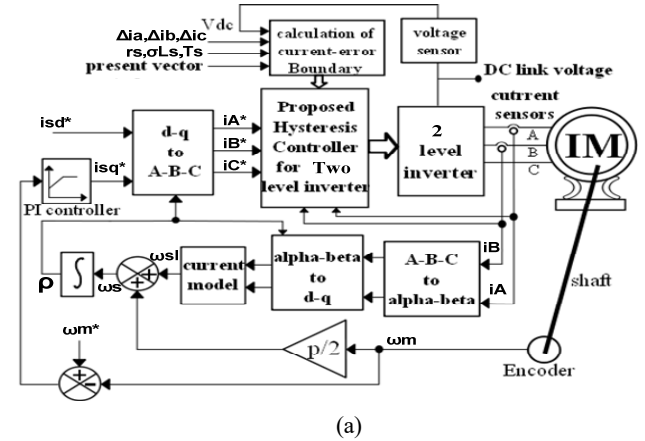 Vdc
Δia,Δib,Δic
rs,σLs,Ts
present vector
calculation of
current-error
Boundary
voltage
sensor
DC link voltage
cutrrent
sensors
isd*
isq*
PI controller
d-q
to
A-B-C
iA*
iB*
iC*
Proposed
Hysteresis
Controller
for Two
level inverter
2
level
inverter
A
B
C
IM
ρ
∫
ωs
+
+
ωsl
current
model
alpha-beta
to
d-q
A-B-C
to
alpha-beta
iB
iA
shaft
ωm*
+
-
p/2
ωm
Encoder
(a)